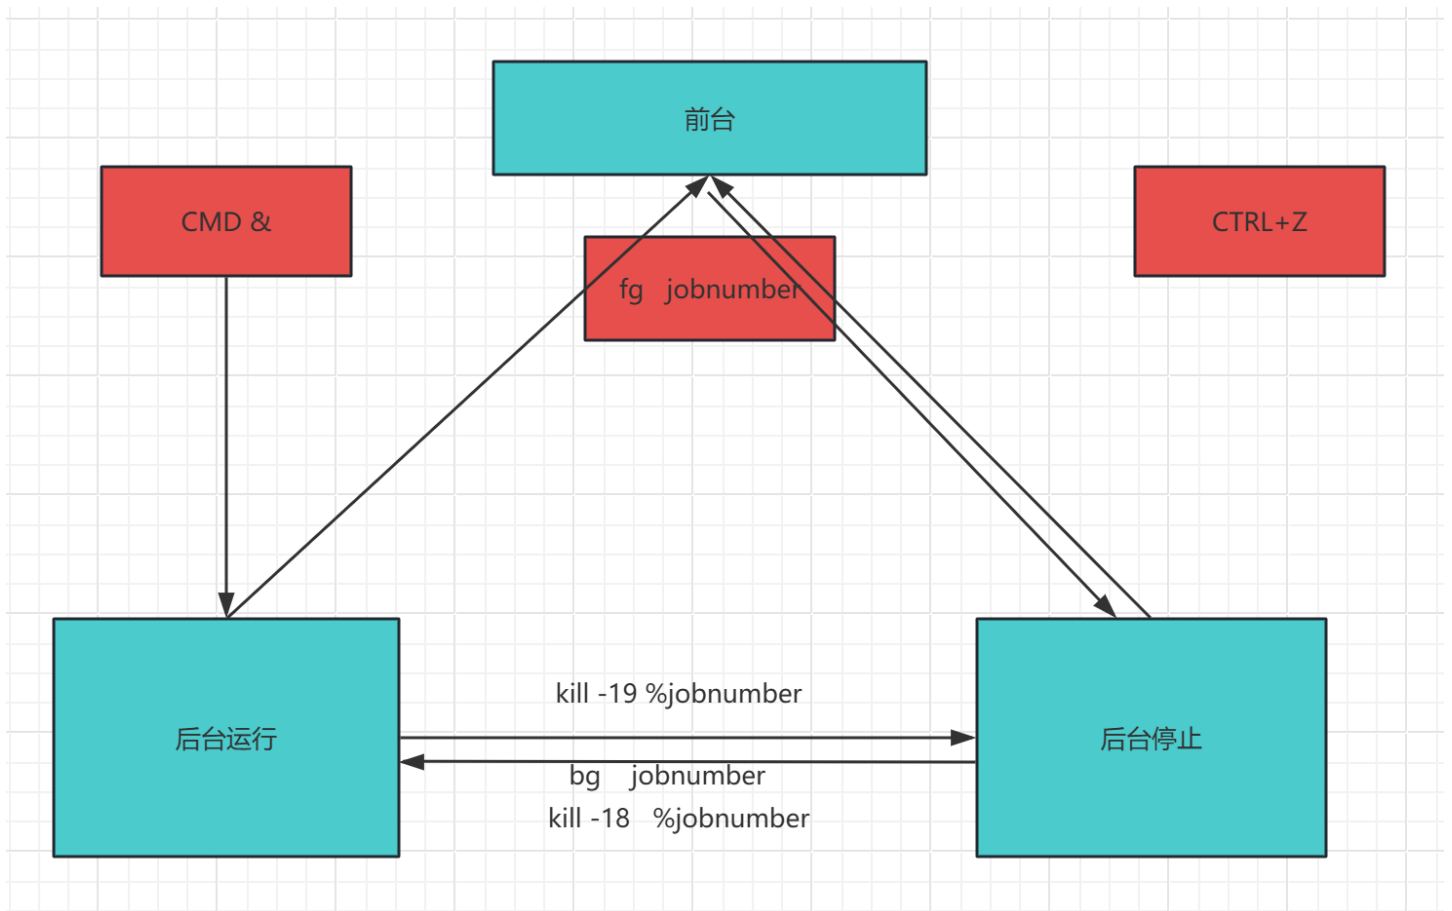 前台
CMD &
CTRL+Z
fg jobnumber
kill -19 %jobnumber
后台运行
后台停止
bg jobnumber
kill -18 %jobnumber